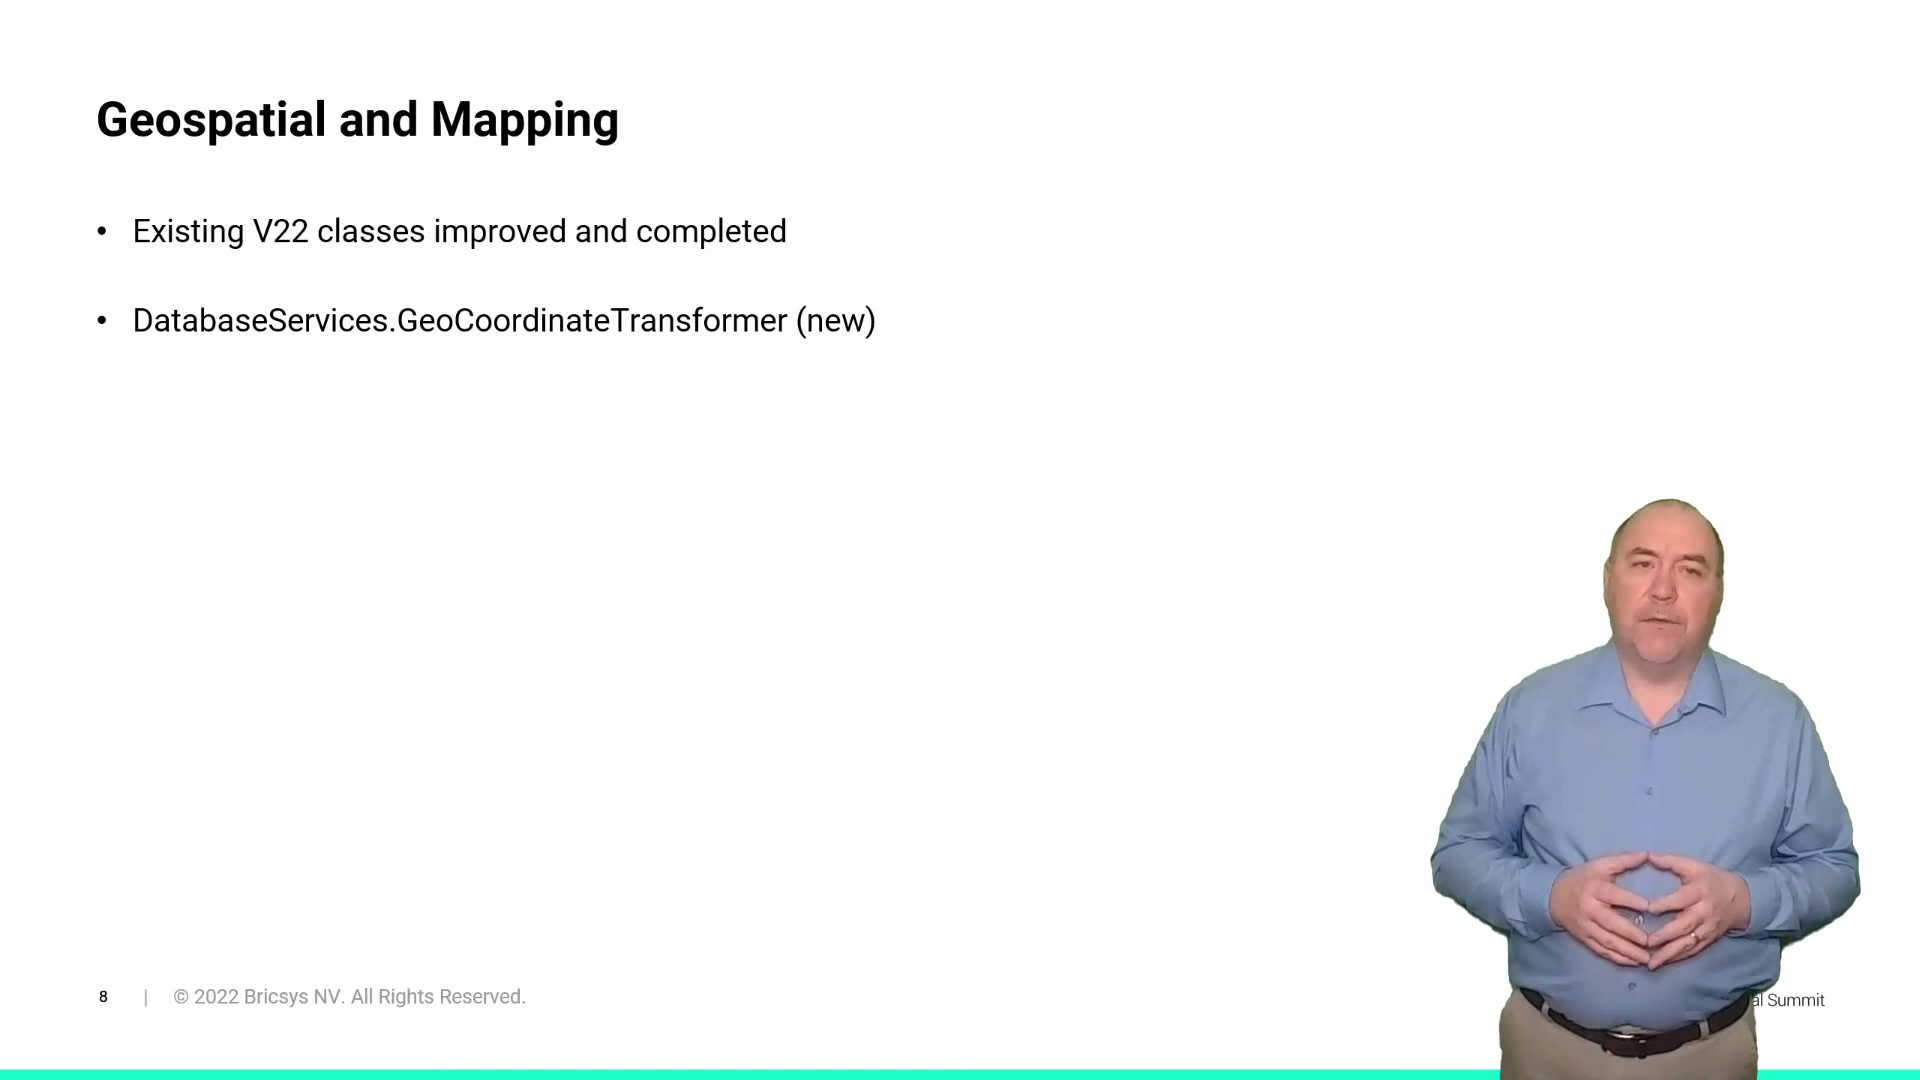 Geospatial and Mapping
• Existing V22 classes improved and completed
• DatabaseServices.GeoCoordinateTransformer (new)
8 | © 2022 Bricsys NV. All Rights Reserved.
Summit